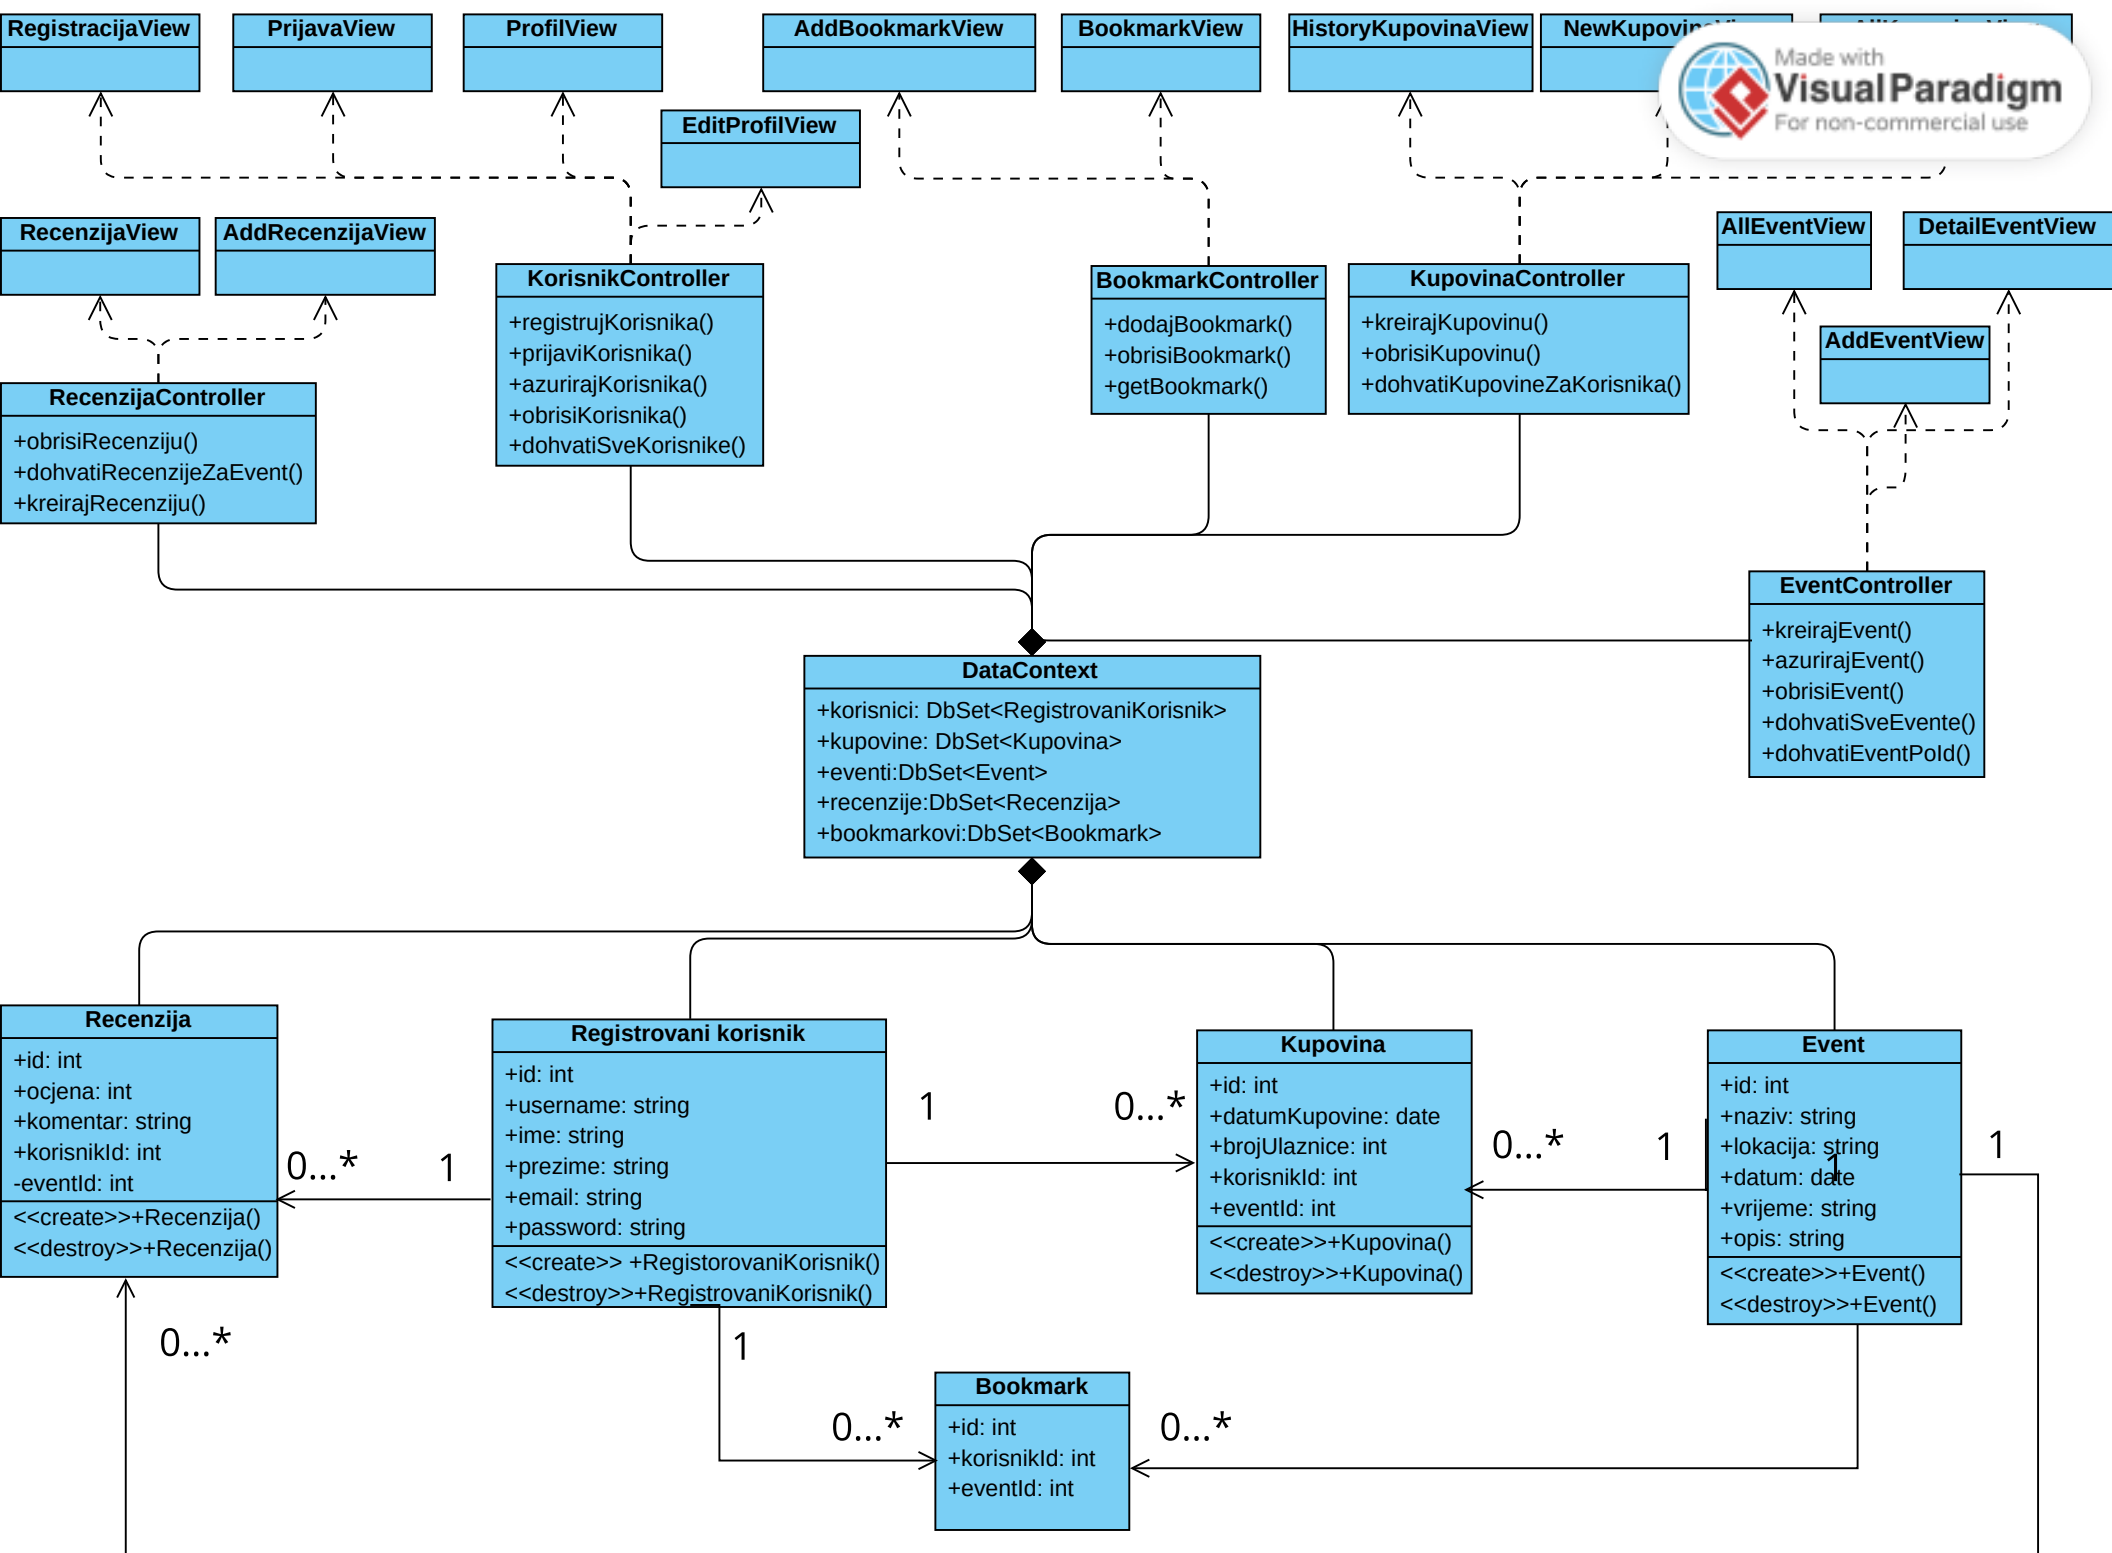 RegistracijaView
PrijavaView
ProfilView
AddBookmarkView
BookmarkView
HistoryKupovinaView
Made with
VisualParadigm
For non-commercial use
EditProfilView
RecenzijaView
AddRecenzijaView
AllEventView
DetailEventView
AddEventView
KorisnikController
+registrujKorisnika()
+prijaviKorisnika()
+azurirajKorisnika()
+obrisiKorisnika()
+dohvatiSveKorisnike()
BookmarkController
+dodajBookmark()
+obrisiBookmark()
+getBookmark()
KupovinaController
+kreirajKupovinu()
+obrisiKupovinu()
+dohvatiKupovineZaKorisnika()
RecenzijaController
+obrisiRecenziju()
+dohvatiRecenzijeZaEvent()
+kreirajRecenziju()
EventController
+kreirajEvent()
+azurirajEvent()
+obrisiEvent()
+dohvatiSveEvente()
+dohvatiEventPoId()
DataContext
+korisnici: DbSet<RegistrovaniKorisnik>
+kupovine: DbSet<Kupovina>
+eventi:DbSet<Event>
+recenzije:DbSet<Recenzija>
+bookmarkovi:DbSet<Bookmark>
Recenzija
+id: int
+ocjena: int
+komentar: string
+korisnikId: int
-eventId: int
<<create>>+Recenzija()
<<destroy>>+Recenzija()
0...*
1
Registrovani korisnik
+id: int
+username: string
+ime: string
+prezime: string
+email: string
+password: string
<<create>> +RegistorovaniKorisnik()
<<destroy>>+RegistrovaniKorisnik()
1
0...*
Kupovina
+id: int
+datumKupovine: date
+brojUlaznice: int
+korisnikId: int
+eventId: int
<<create>>+Kupovina()
<<destroy>>+Kupovina()
0...*
1
Event
+id: int
+naziv: string
+lokacija: string
+datum: date
+vrijeme: string
+opis: string
<<create>>+Event()
<<destroy>>+Event()
1
1
0...*
1
0...*
Bookmark
+id: int
+korisnikId: int
+eventId: int
0...*